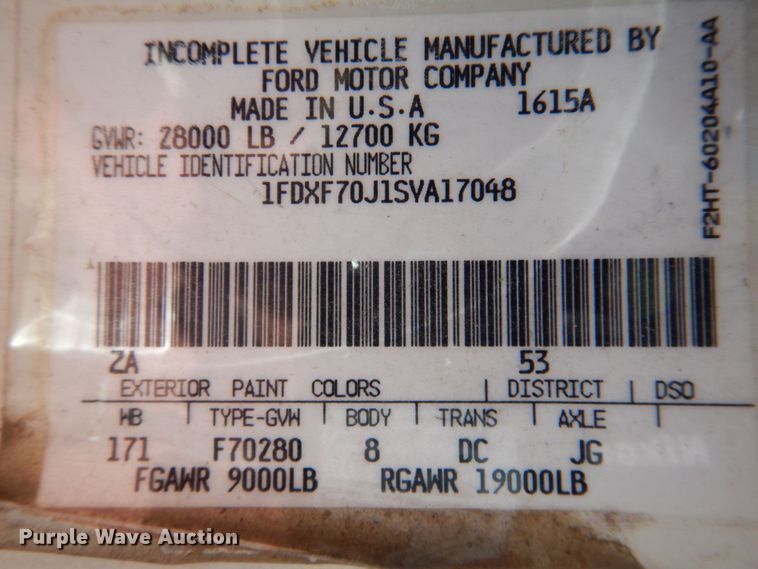 INCOMPLETE VEHICLE MANUFACTURED BY
FORD MOTOR COMPANY
MADE IN U.S.A 1615A
GVWR: 28000 LB / 12700 KG
VEHICLE IDENTIFICATION NUMBER
1FDXF70J1SVA17048
F2HT-60204A10-AA
ZA 53
EXTERIOR PAINT COLORS DISTRICT DSO
WB TYPE-GVW BODY TRANS AXLE
171 F70280 8 DC JG
FGAWR 9000LB RGAWR 19000LB
Purple Wave Auction